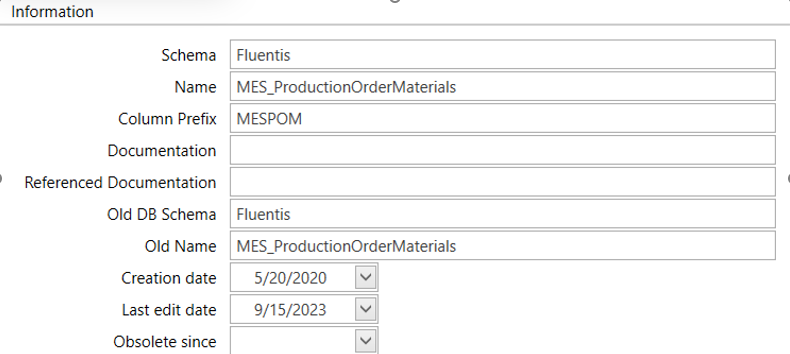 Information
Schema Fluentis
Name MES_ProductionOrderMaterials
Column Prefix MESPOM
Documentation
Referenced Documentation
Old DB Schema Fluentis
Old Name MES_ProductionOrderMaterials
Creation date 5/20/2020
Last edit date 9/15/2023
Obsolete since